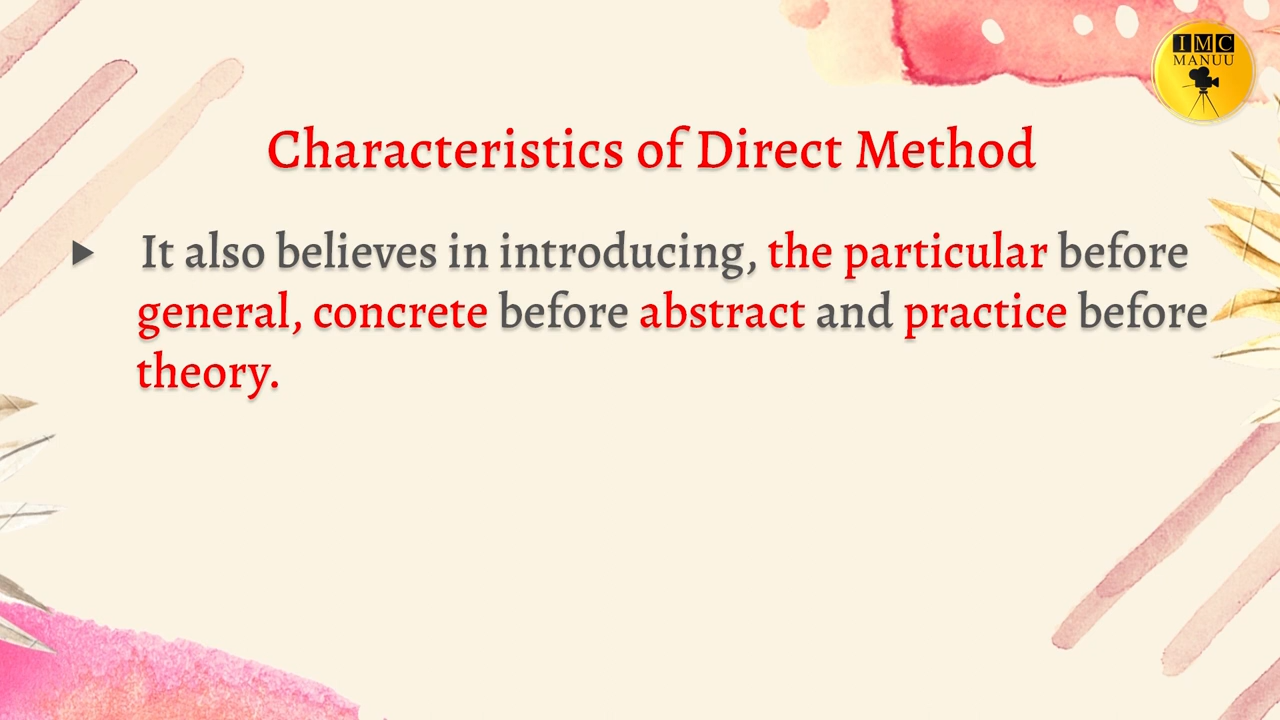 IMC
MANUU
Characteristics of Direct Method
It also believes in introducing, the particular before
general, concrete before abstract and practice before
theory.